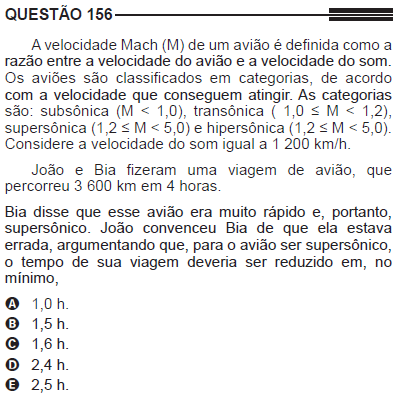 QUESTÃO 156
A velocidade Mach (M) de um avião é definida como a
razão entre a velocidade do avião e a velocidade do som.
Os aviões são classificados em categorias, de acordo
com a velocidade que conseguem atingir. As categorias
são: subsônica (M < 1,0), transônica ( 1,0 ≤ M < 1,2),
supersônica (1,2 ≤ M < 5,0) e hipersônica (1,2 ≤ M < 5,0).
Considere a velocidade do som igual a 1 200 km/h.
João e Bia fizeram uma viagem de avião, que
percorreu 3 600 km em 4 horas.
Bia disse que esse avião era muito rápido e, portanto,
supersônico. João convenceu Bia de que ela estava
errada, argumentando que, para o avião ser supersônico,
o tempo de sua viagem deveria ser reduzido em, no
mínimo,
A 1,0 h.
B 1,5 h.
C 1,6 h.
D 2,4 h.
E 2,5 h.